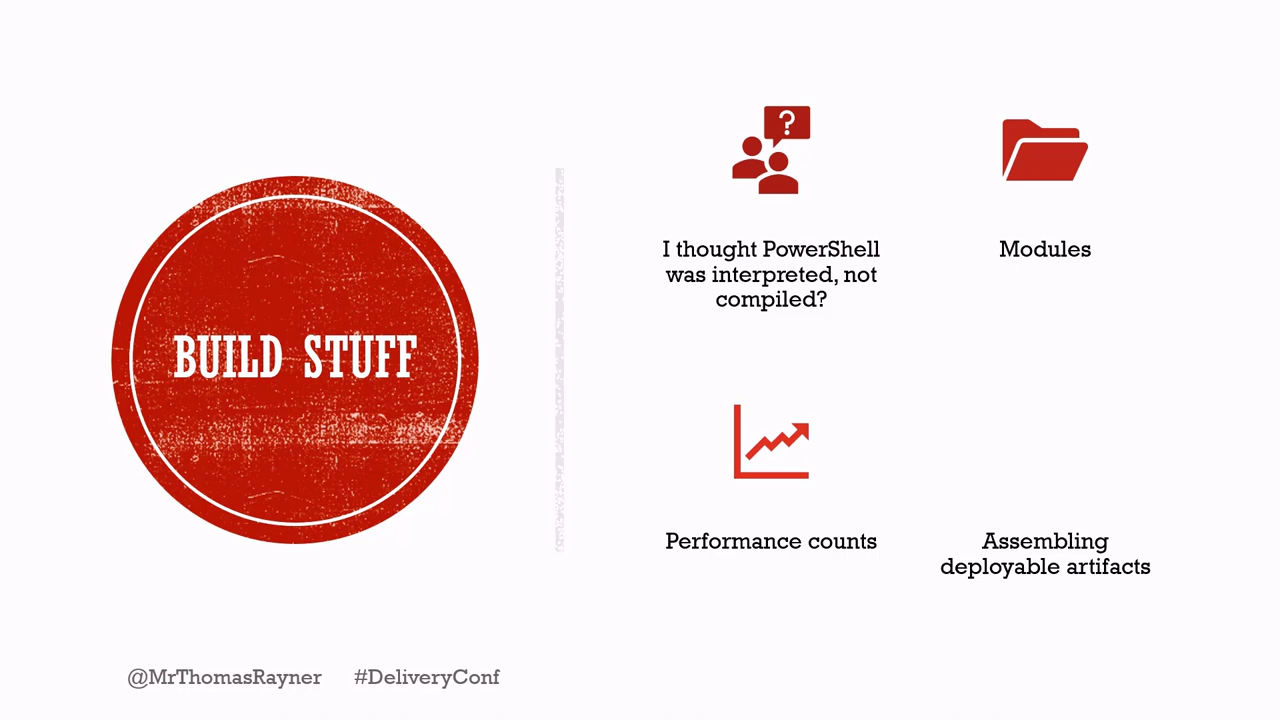 BUILD STUFF
?
I thought PowerShell
was interpreted, not
compiled?
Modules
Performance counts
Assembling
deployable artifacts
@MrThomasRayner #DeliveryConf